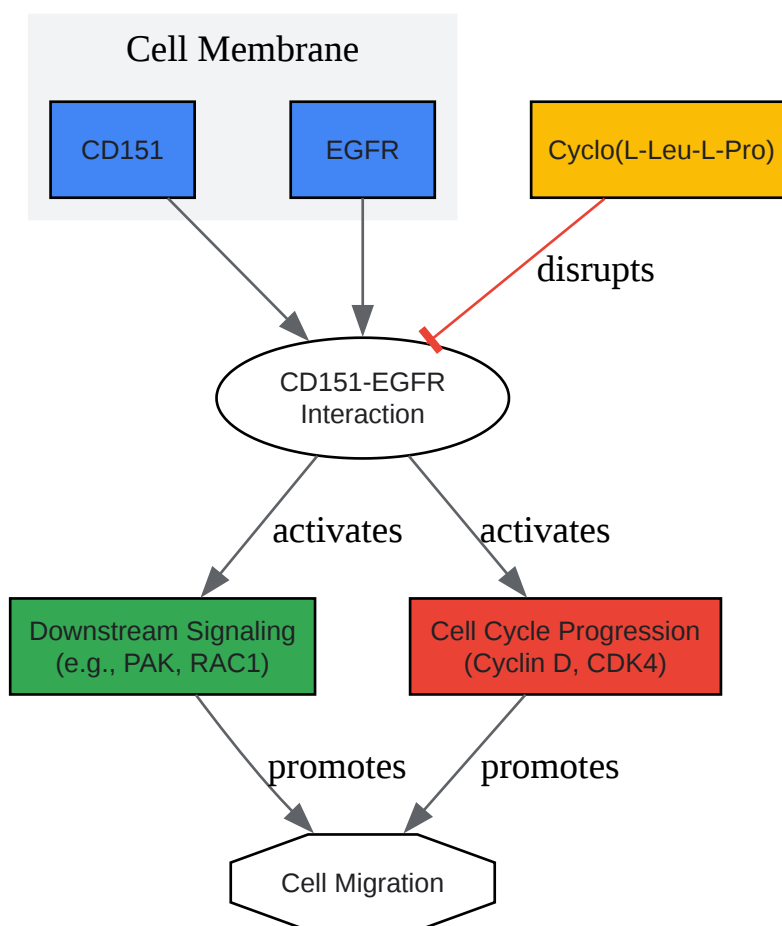 Cell Membrane
CD151
EGFR
Cyclo(L-Leu-L-Pro)
disrupts
CD151-EGFR
Interaction
activates
activates
Downstream Signaling
(e.g., PAK, RAC1)
Cell Cycle Progression
(Cyclin D, CDK4)
promotes
promotes
Cell Migration